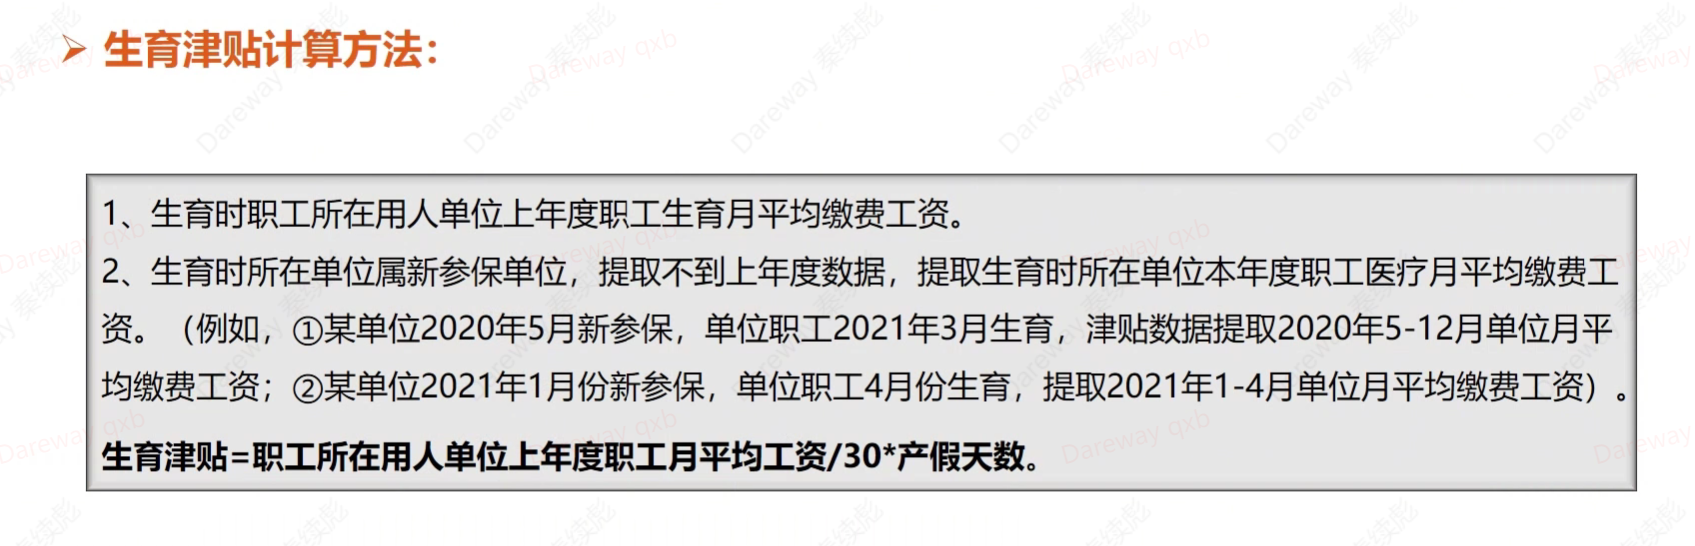 ➢ 生育津贴计算方法：
1、生育时职工所在用人单位上年度职工生育月平均缴费工资。
2、生育时所在单位属新参保单位，提取不到上年度数据，提取生育时所在单位本年度职工医疗月平均缴费工
资。（例如，①某单位2020年5月新参保，单位职工2021年3月生育，津贴数据提取2020年5-12月单位月平
均缴费工资；②某单位2021年1月份新参保，单位职工4月份生育，提取2021年1-4月单位月平均缴费工资）。
生育津贴=职工所在用人单位上年度职工月平均工资/30*产假天数。
Dareway 秦续彪
Dareway qxb